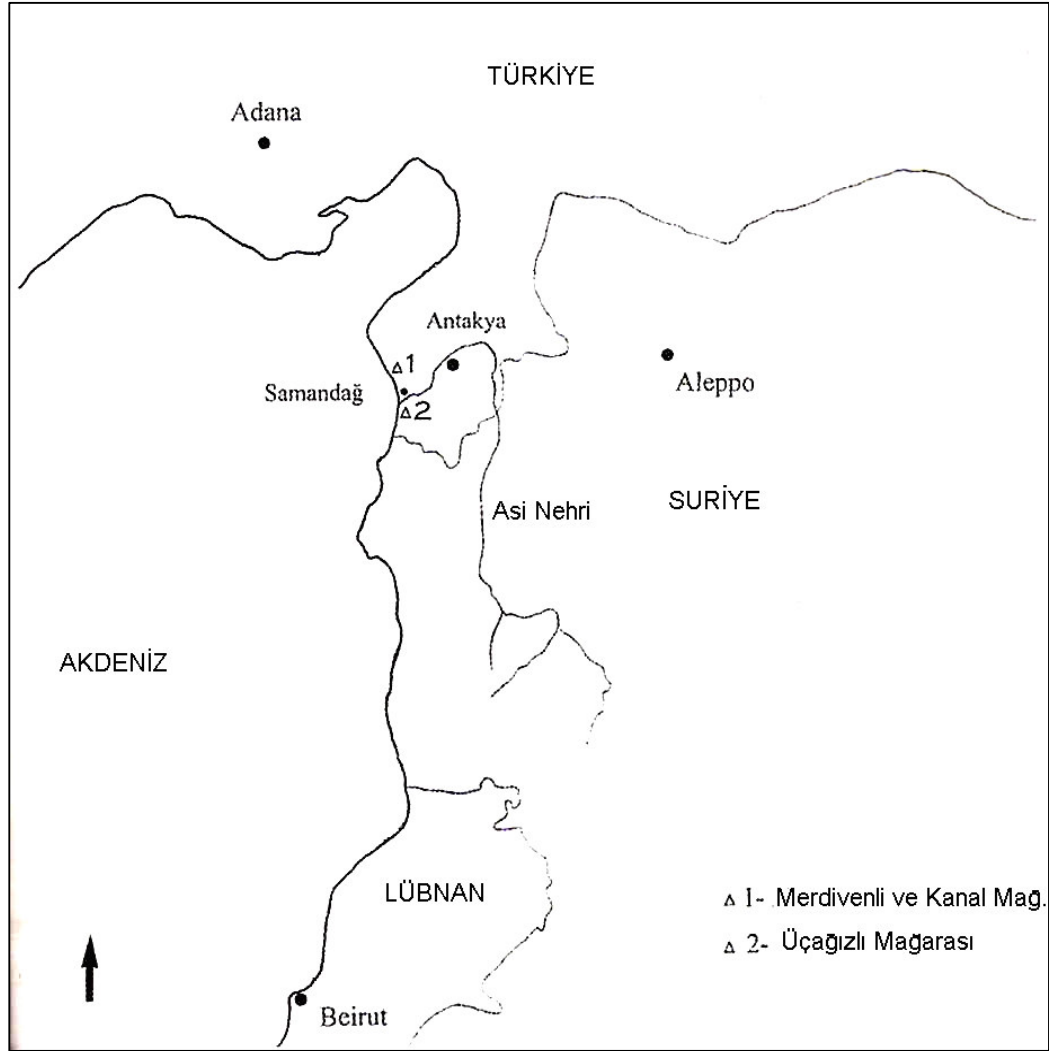 TÜRKİYE
Adana
Antakya
△1
Samandağ
△2
Aleppo
Asi Nehri
SURİYE
AKDENİZ
LÜBNAN
△ 1- Merdivenli ve Kanal Mağ.
△ 2- Üçağızlı Mağarası
Beirut